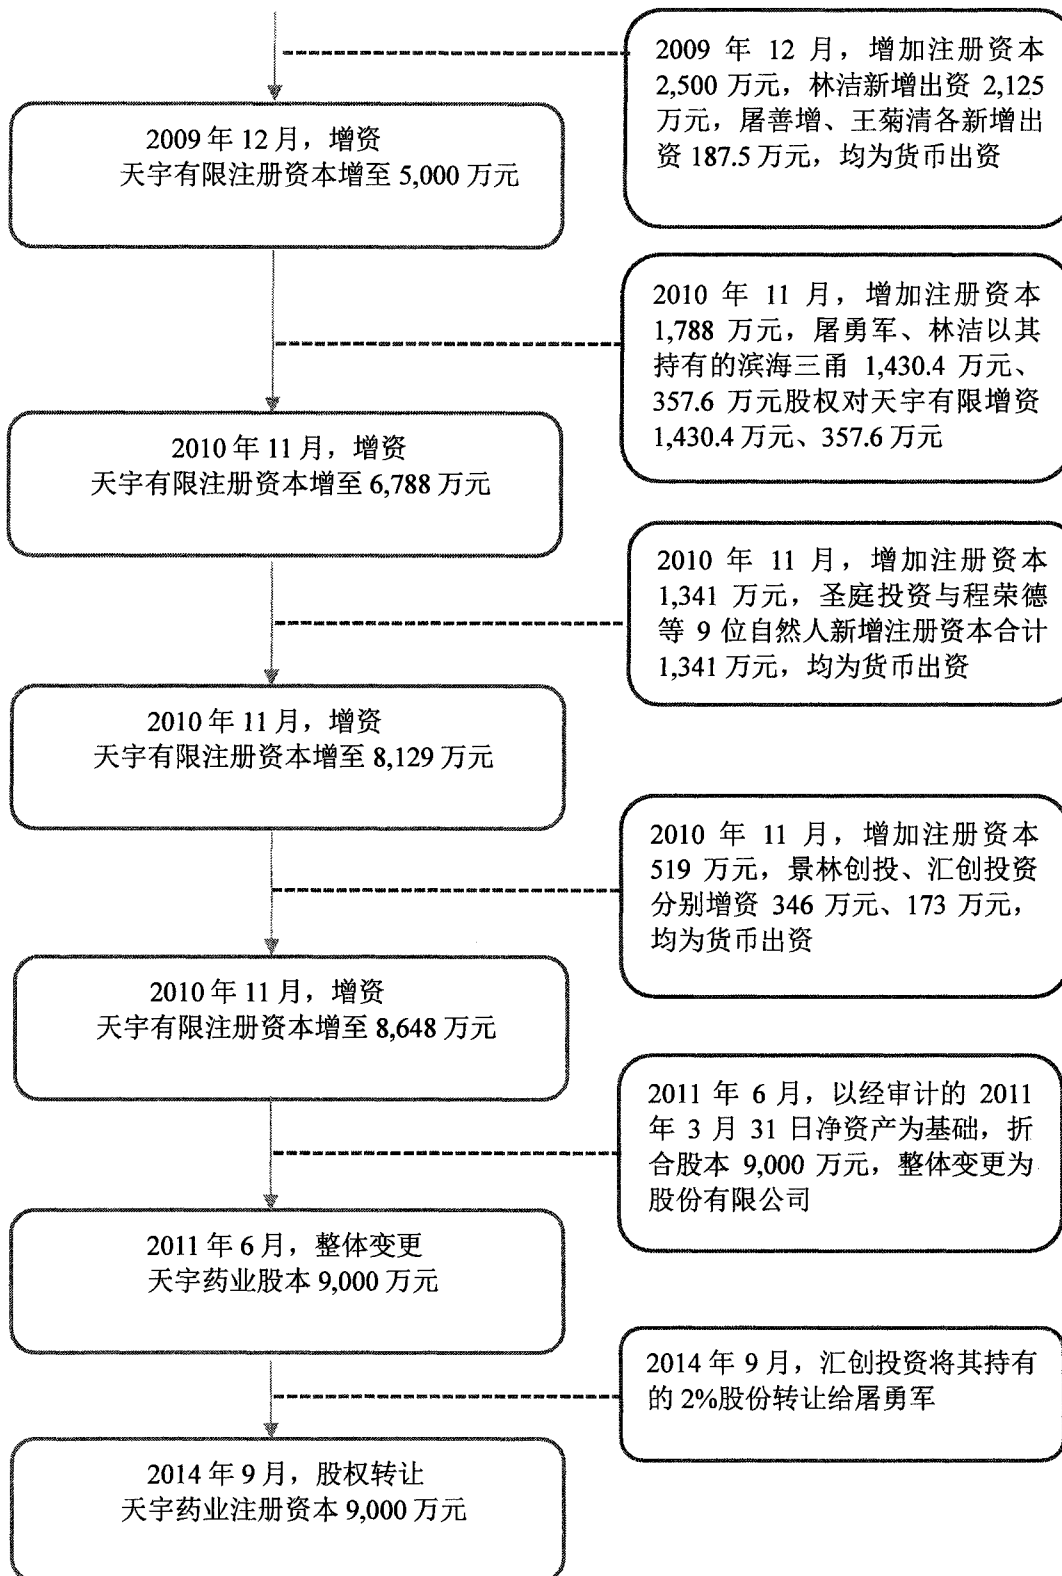 2009 年 12 月，增加注册资本
2,500 万元，林洁新增出资 2,125
万元，屠善增、王菊清各新增出
资 187.5 万元，均为货币出资
2009 年 12 月，增资
天宇有限注册资本增至 5,000 万元
2010 年 11 月，增加注册资本
1,788 万元，屠勇军、林洁以其
持有的滨海三甬 1,430.4 万元、
357.6 万元股权对天宇有限增资
1,430.4 万元、357.6 万元
2010 年 11 月，增资
天宇有限注册资本增至 6,788 万元
2010 年 11 月，增加注册资本
1,341 万元，圣庭投资与程荣德
等 9 位自然人新增注册资本合计
1,341 万元，均为货币出资
2010 年 11 月，增资
天宇有限注册资本增至 8,129 万元
2010 年 11 月，增加注册资本
519 万元，景林创投、汇创投资
分别增资 346 万元、173 万元，
均为货币出资
2010 年 11 月，增资
天宇有限注册资本增至 8,648 万元
2011 年 6 月，以经审计的 2011
年 3 月 31 日净资产为基础，折
合股本 9,000 万元，整体变更为
股份有限公司
2011 年 6 月，整体变更
天宇药业股本 9,000 万元
2014 年 9 月，汇创投资将其持有
的 2%股份转让给屠勇军
2014 年 9 月，股权转让
天宇药业注册资本 9,000 万元